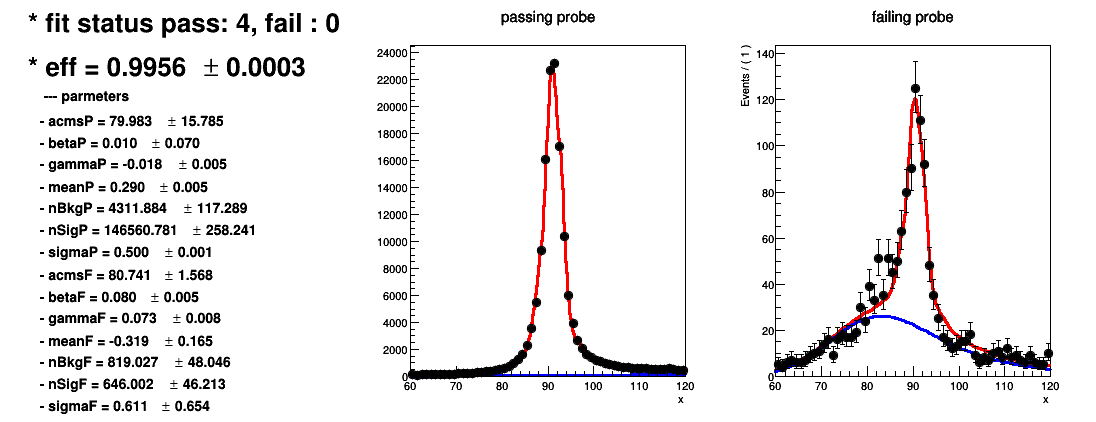 * fit status pass: 4, fail : 0
* eff = 0.9956 ± 0.0003
--- parmeters
- acmsP = 79.983 ± 15.785
- betaP = 0.010 ± 0.070
- gammaP = -0.018 ± 0.005
- meanP = 0.290 ± 0.005
- nBkgP = 4311.884 ± 117.289
- nSigP = 146560.781 ± 258.241
- sigmaP = 0.500 ± 0.001
- acmsF = 80.741 ± 1.568
- betaF = 0.080 ± 0.005
- gammaF = 0.073 ± 0.008
- meanF = -0.319 ± 0.165
- nBkgF = 819.027 ± 48.046
- nSigF = 646.002 ± 46.213
- sigmaF = 0.611 ± 0.654
passing probe
24000
22000
20000
18000
16000
14000
12000
10000
8000
6000
4000
2000
0
60 70 80 90 100 110 120
x
failing probe
Events / ( 1 )
140
120
100
80
60
40
20
0
60 70 80 90 100 110 120
x